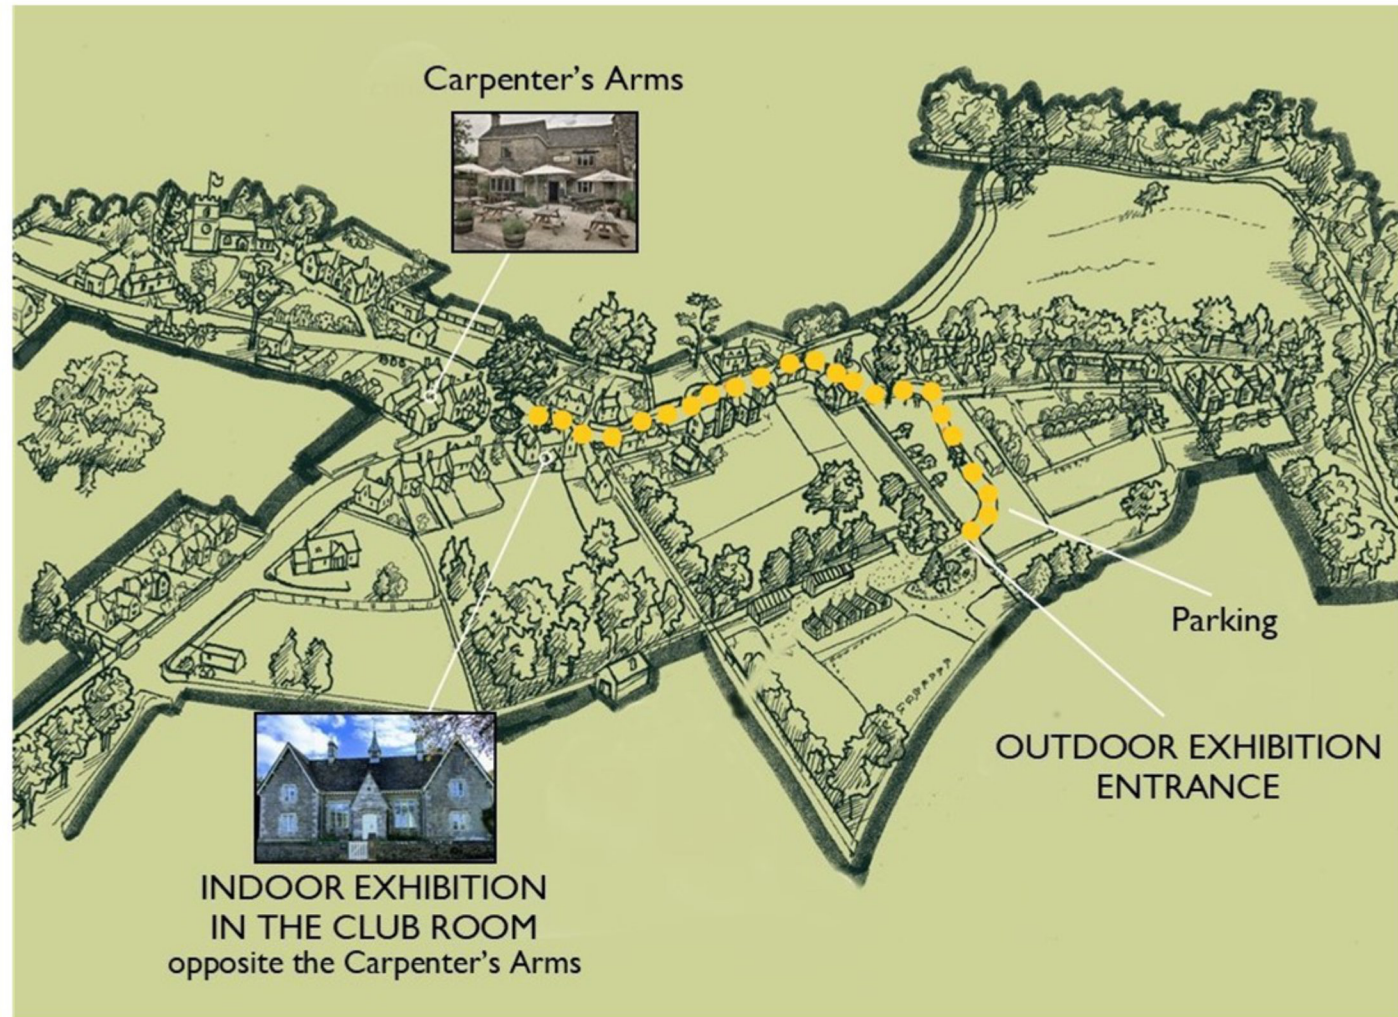 Carpenter’s Arms
Parking
OUTDOOR EXHIBITION
ENTRANCE
INDOOR EXHIBITION
IN THE CLUB ROOM
opposite the Carpenter’s Arms